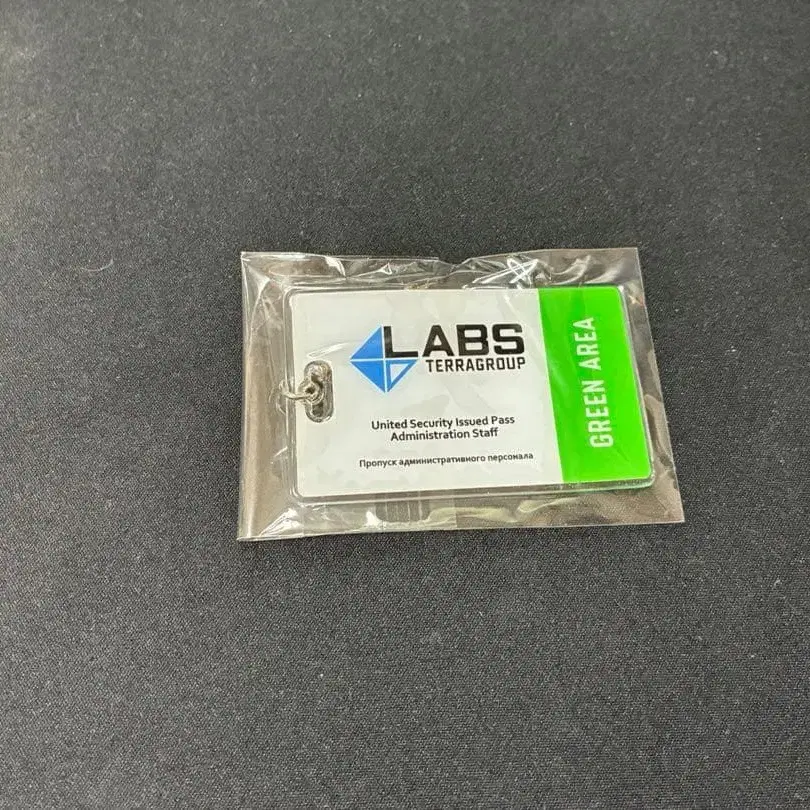 LABS
TERRAGROUP
United Security Issued Pass
Administration Staff
Пропуск административного персонала
GREEN AREA